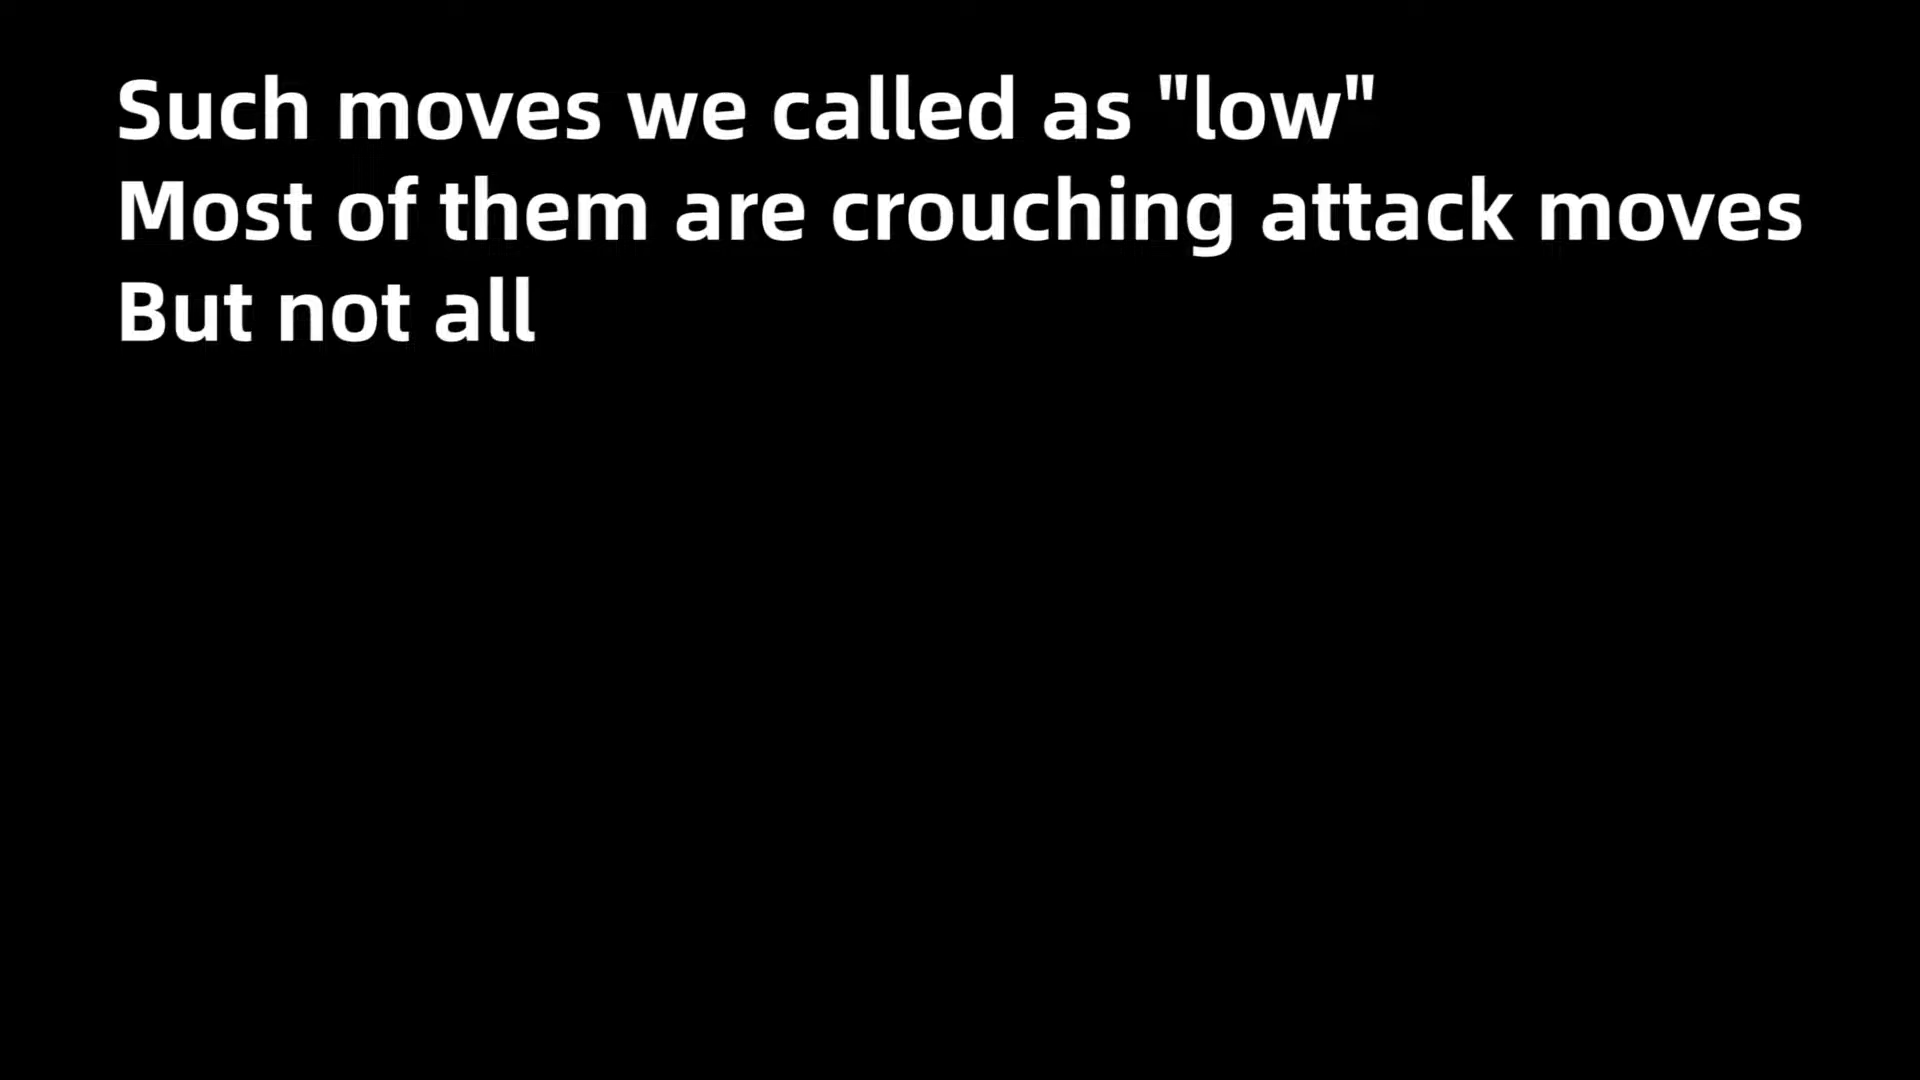 Such moves we called as "low"
Most of them are crouching attack moves
But not all